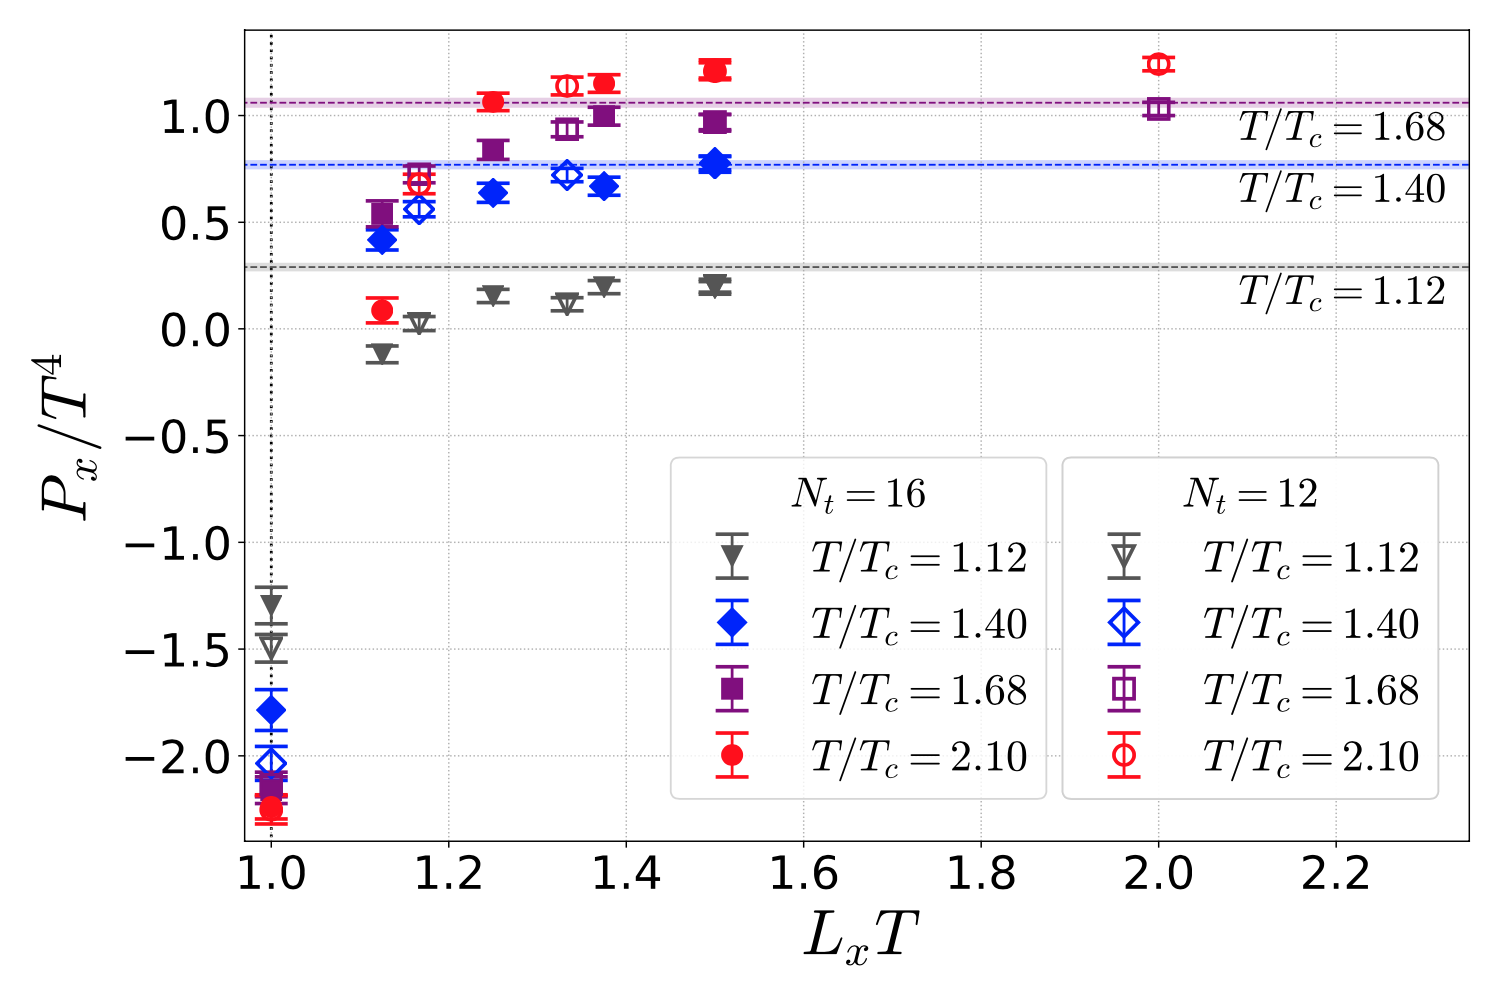 P_x/T^4
1.0
0.5
0.0
−0.5
−1.0
−1.5
−2.0
T/T_c = 1.68
T/T_c = 1.40
T/T_c = 1.12
N_t = 16
T/T_c = 1.12
T/T_c = 1.40
T/T_c = 1.68
T/T_c = 2.10
N_t = 12
T/T_c = 1.12
T/T_c = 1.40
T/T_c = 1.68
T/T_c = 2.10
1.0 1.2 1.4 1.6 1.8 2.0 2.2
L_xT